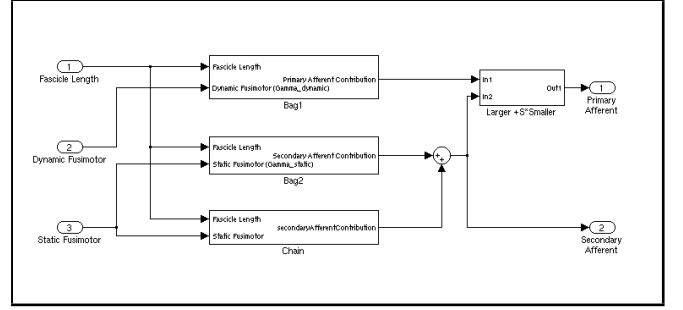 1
Fascicle Length
2
Dynamic Fusimotor
3
Static Fusimotor
Fascicle Length
Primary Afferent Contribution
Dynamic Fusimotor (Gamma_dynamic)
Bag1
Fascicle Length
Secondary Afferent Contribution
Static Fusimotor (Gamma_static)
Bag2
Fascicle Length
secondaryAfferentContribution
Static Fusimotor
Chain
+
+
In1
Out1
In2
Larger +S*Smaller
1
Primary
Afferent
2
Secondary
Afferent